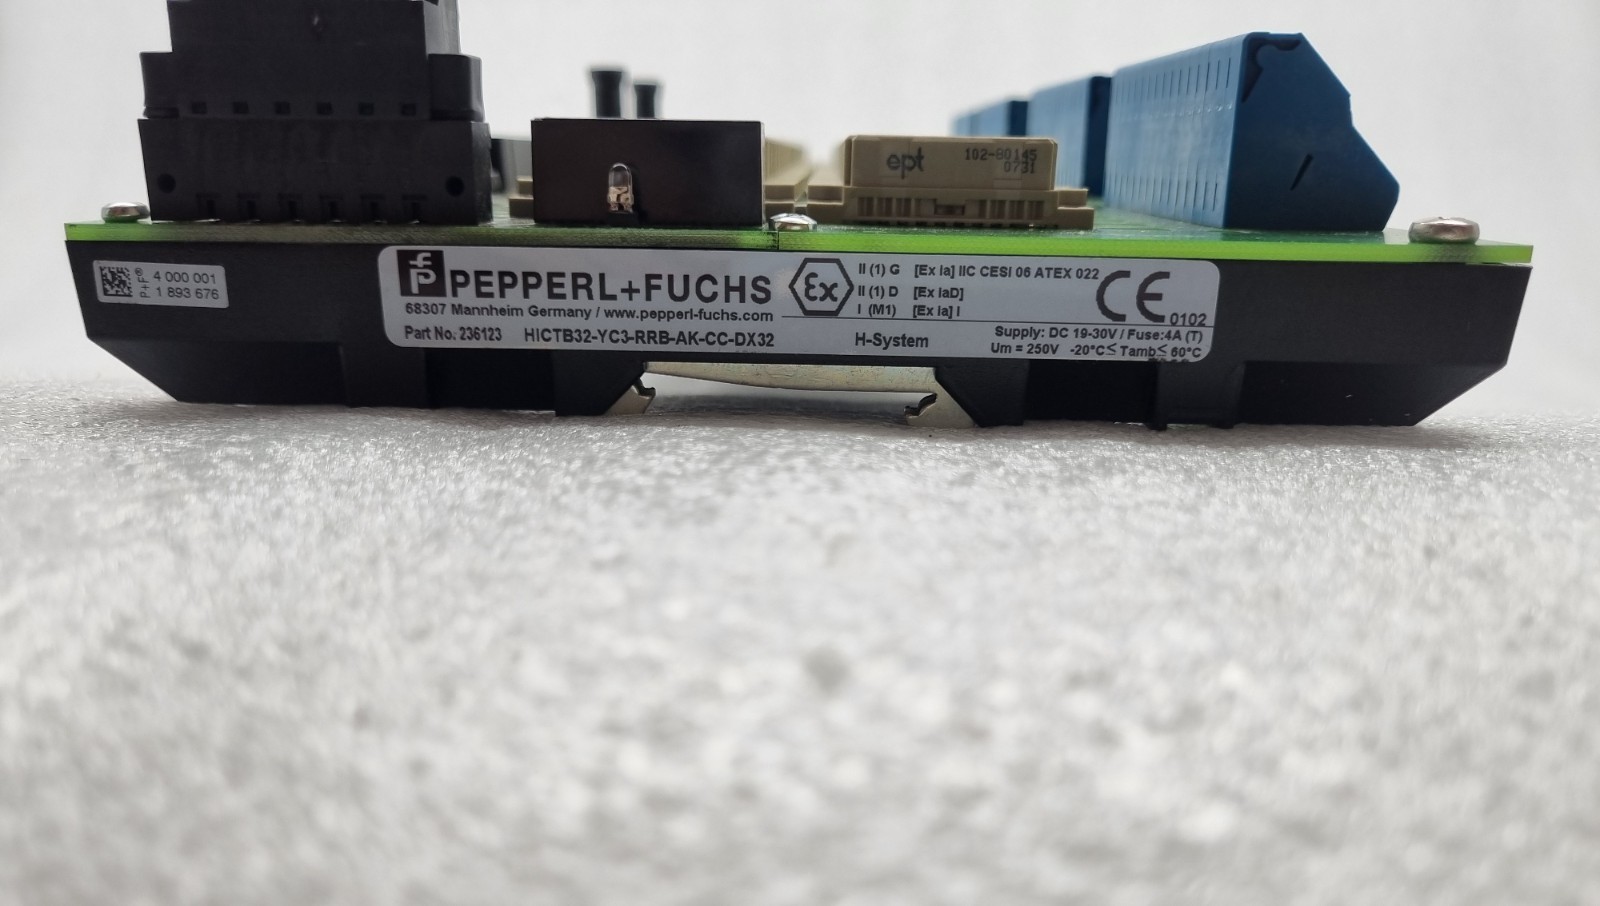 ept 102-80145
0731
P+F® 4 000 001
1 893 676
PEPPERL+FUCHS
68307 Mannheim Germany / www.pepperl-fuchs.com
Part No. 236123 HICTB32-YC3-RRB-AK-CC-DX32
Ex
II (1) G [Ex ia] IIC CESI 06 ATEX 022
II (1) D [Ex iaD]
I (M1) [Ex ia] I
CE 0102
H-System
Supply: DC 19-30V / Fuse:4A (T)
Um = 250V -20°C≤ Tamb≤ 60°C